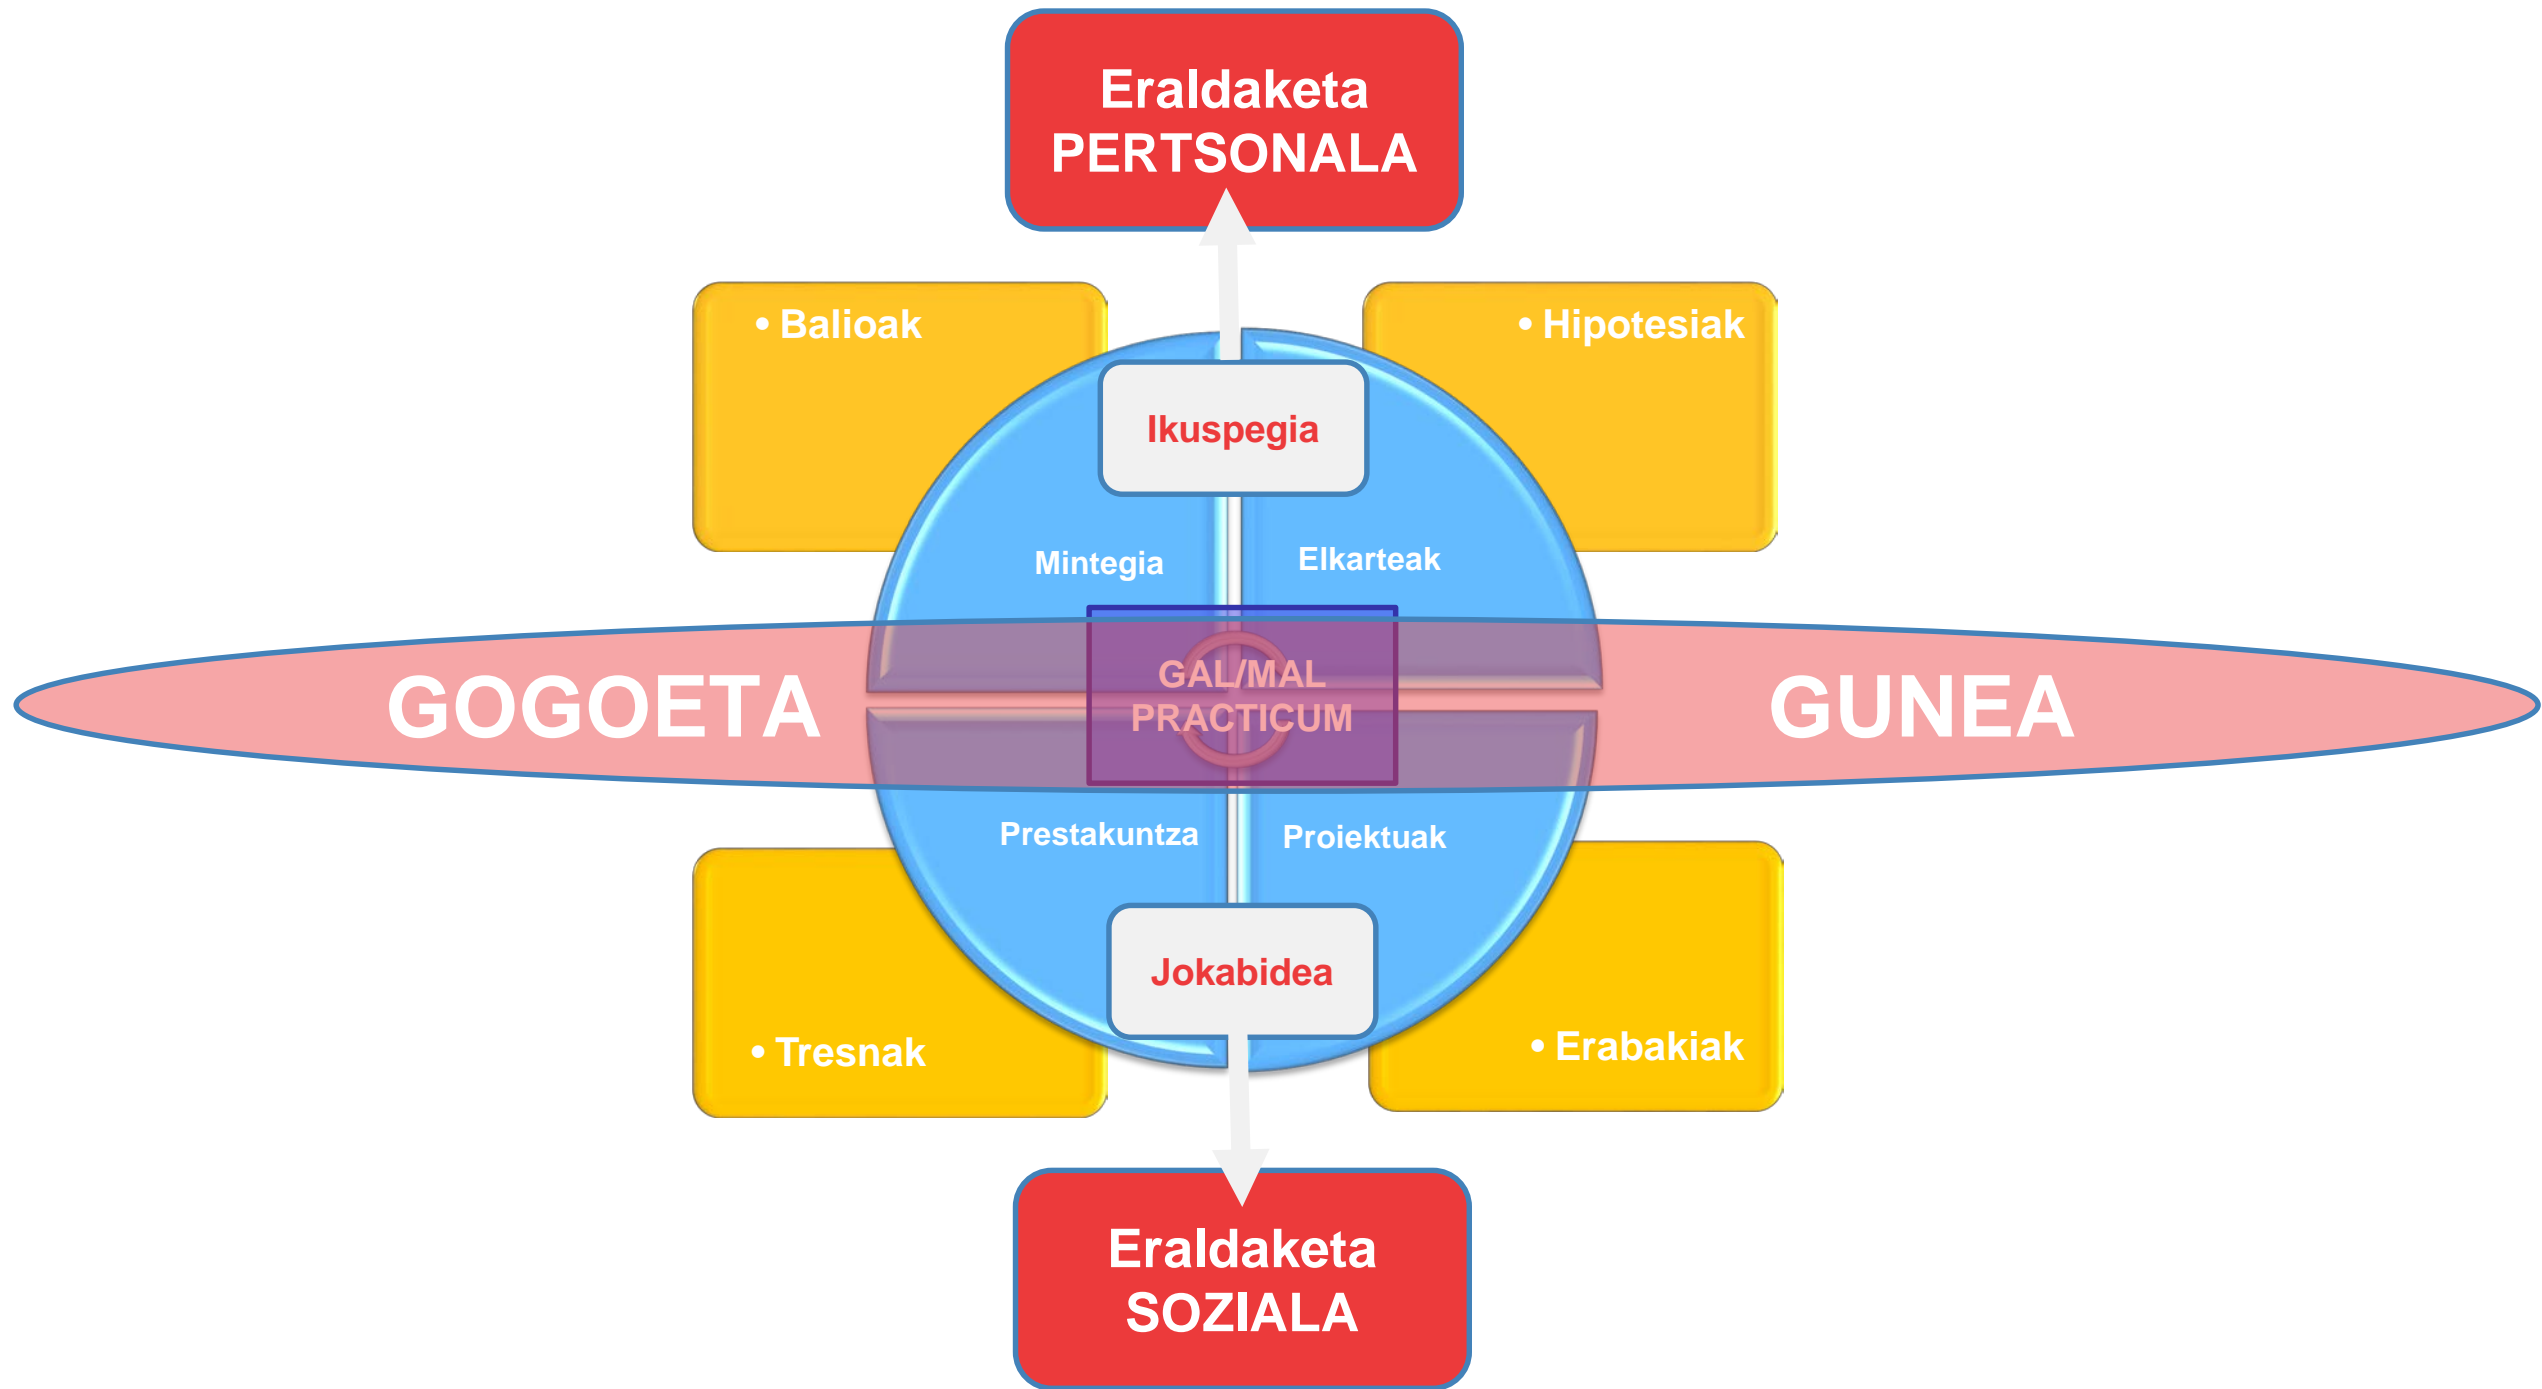 Eraldaketa
PERTSONALA
• Balioak
• Hipotesiak
Ikuspegia
Mintegia
Elkarteak
GOGOETA
GAL/MAL
PRACTICUM
GUNEA
Prestakuntza
Proiektuak
Jokabidea
• Tresnak
• Erabakiak
Eraldaketa
SOZIALA